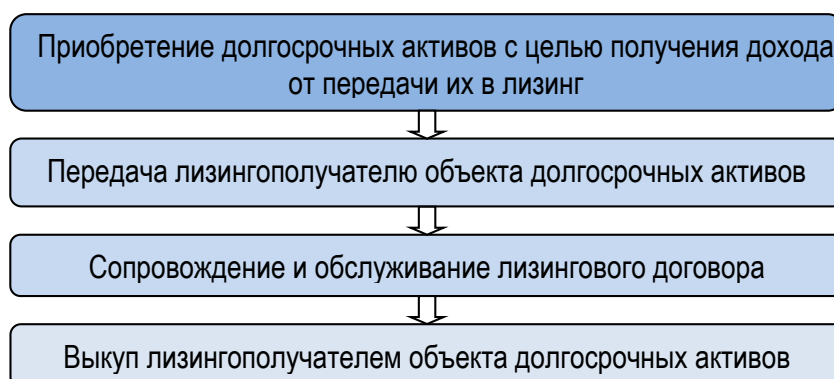 Приобретение долгосрочных активов с целью получения дохода
от передачи их в лизинг
Передача лизингополучателю объекта долгосрочных активов
Сопровождение и обслуживание лизингового договора
Выкуп лизингополучателем объекта долгосрочных активов